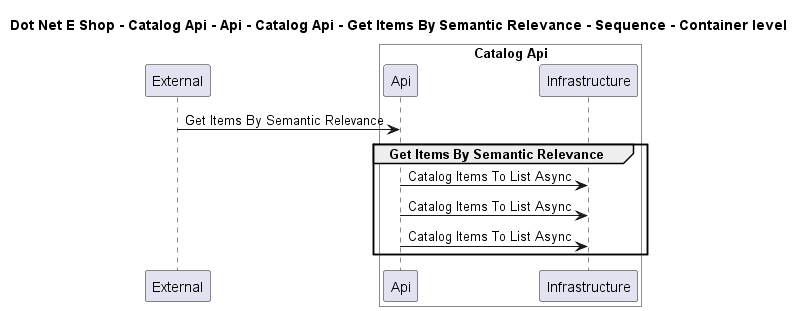 Dot Net E Shop - Catalog Api - Api - Catalog Api - Get Items By Semantic Relevance - Sequence - Container level
Catalog Api
External
Api
Infrastructure
Get Items By Semantic Relevance
Get Items By Semantic Relevance
Catalog Items To List Async
Catalog Items To List Async
Catalog Items To List Async
External
Api
Infrastructure